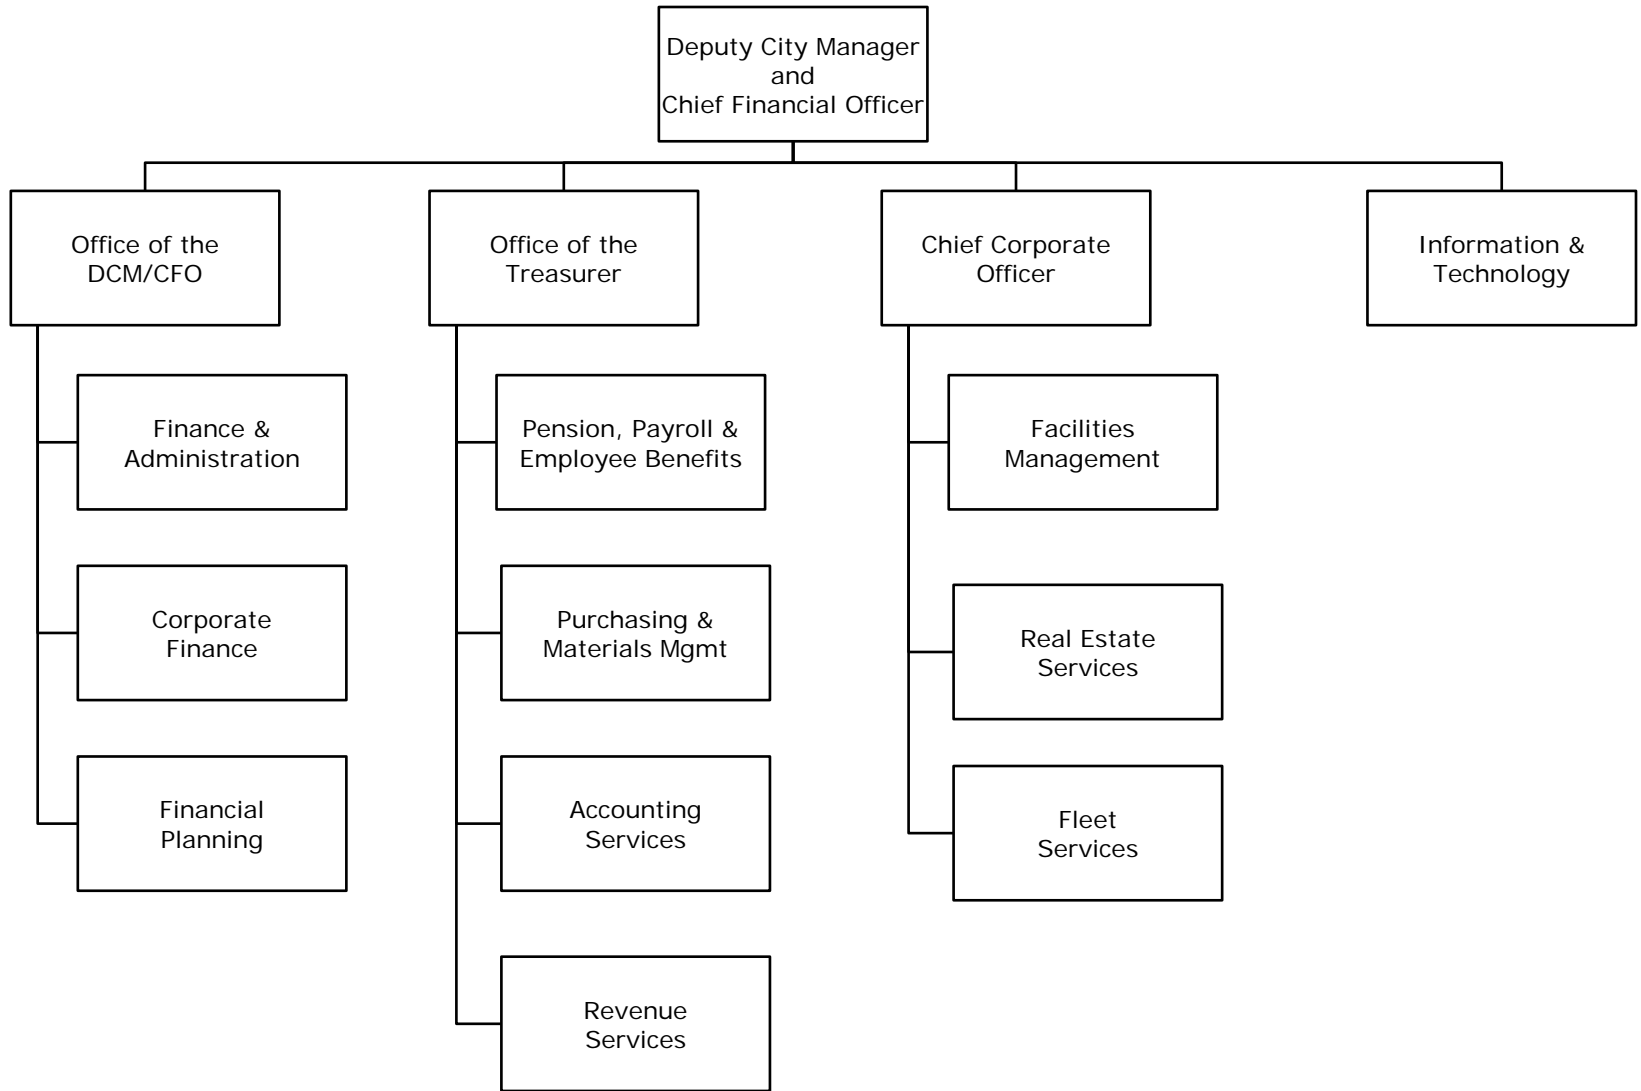 Deputy City Manager
and
Chief Financial Officer
Office of the
DCM/CFO
Office of the
Treasurer
Chief Corporate
Officer
Information &
Technology
Finance &
Administration
Pension, Payroll &
Employee Benefits
Facilities
Management
Corporate
Finance
Purchasing &
Materials Mgmt
Real Estate
Services
Financial
Planning
Accounting
Services
Fleet
Services
Revenue
Services